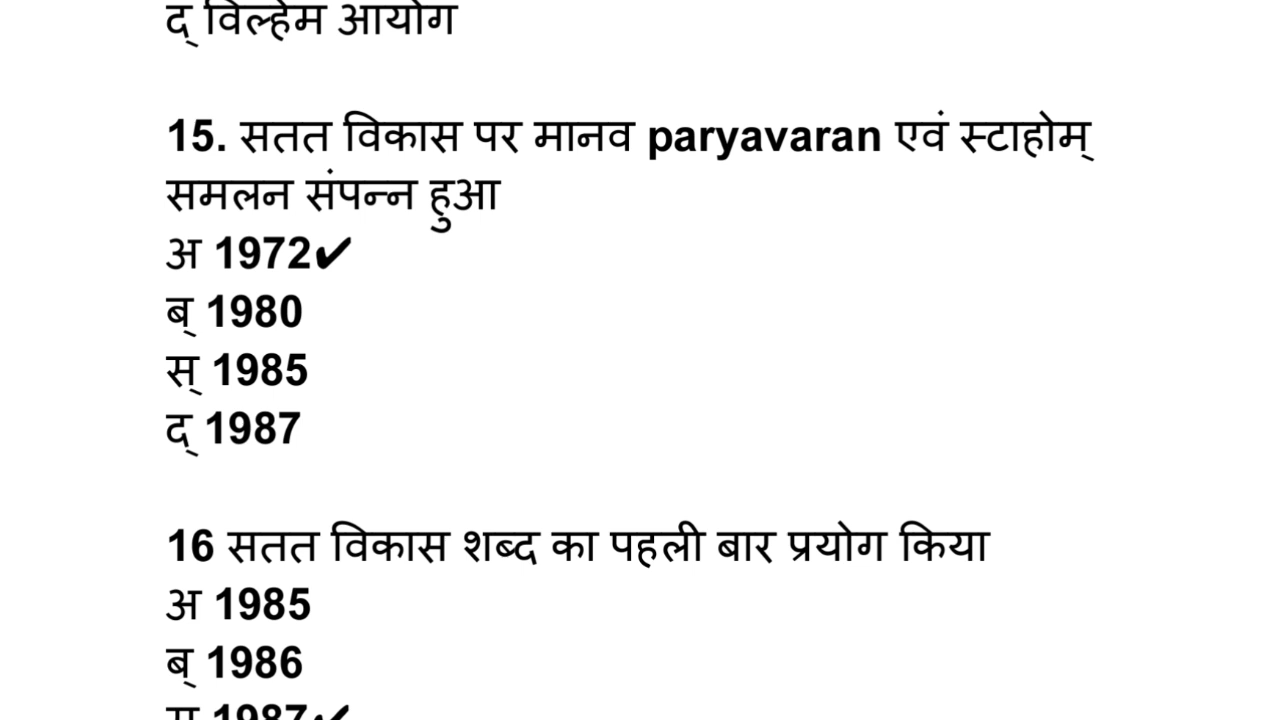 द् विल्हेम आयोग
15. सतत विकास पर मानव paryavaran एवं स्टाहोम्
समलन संपन्न हुआ
अ 1972✔
ब् 1980
स् 1985
द् 1987
16 सतत विकास शब्द का पहली बार प्रयोग किया
अ 1985
ब् 1986
स् 1987✔